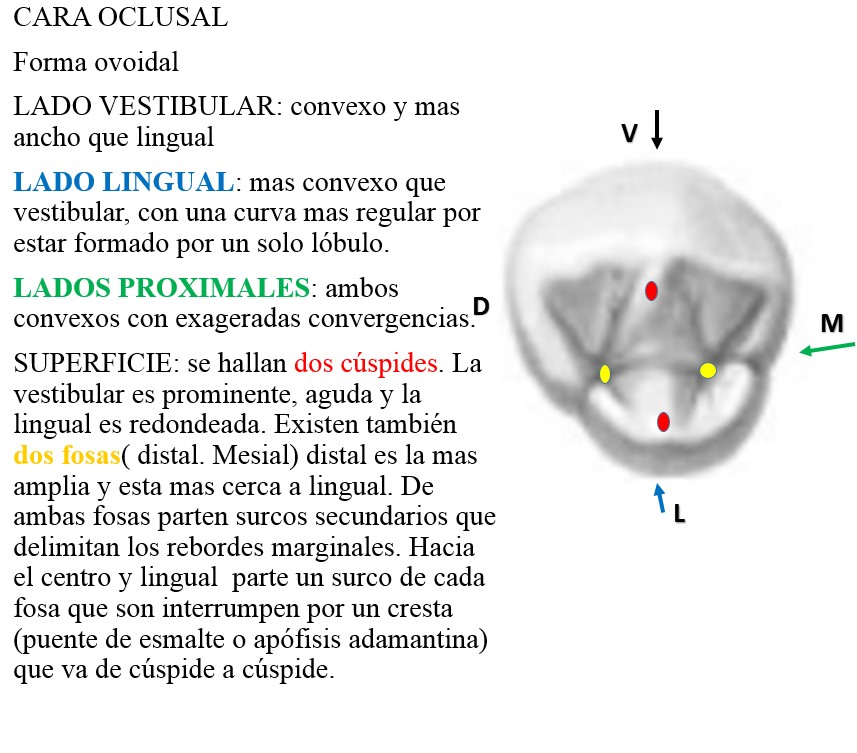 CARA OCLUSAL
Forma ovoidal
LADO VESTIBULAR: convexo y mas
ancho que lingual
LADO LINGUAL: mas convexo que
vestibular, con una curva mas regular por
estar formado por un solo lóbulo.
LADOS PROXIMALES: ambos
convexos con exageradas convergencias.
SUPERFICIE: se hallan dos cúspides. La
vestibular es prominente, aguda y la
lingual es redondeada. Existen también
dos fosas( distal. Mesial) distal es la mas
amplia y esta mas cerca a lingual. De
ambas fosas parten surcos secundarios que
delimitan los rebordes marginales. Hacia
el centro y lingual  parte un surco de cada
fosa que son interrumpen por un cresta
(puente de esmalte o apófisis adamantina)
que va de cúspide a cúspide.
V
D
M
L